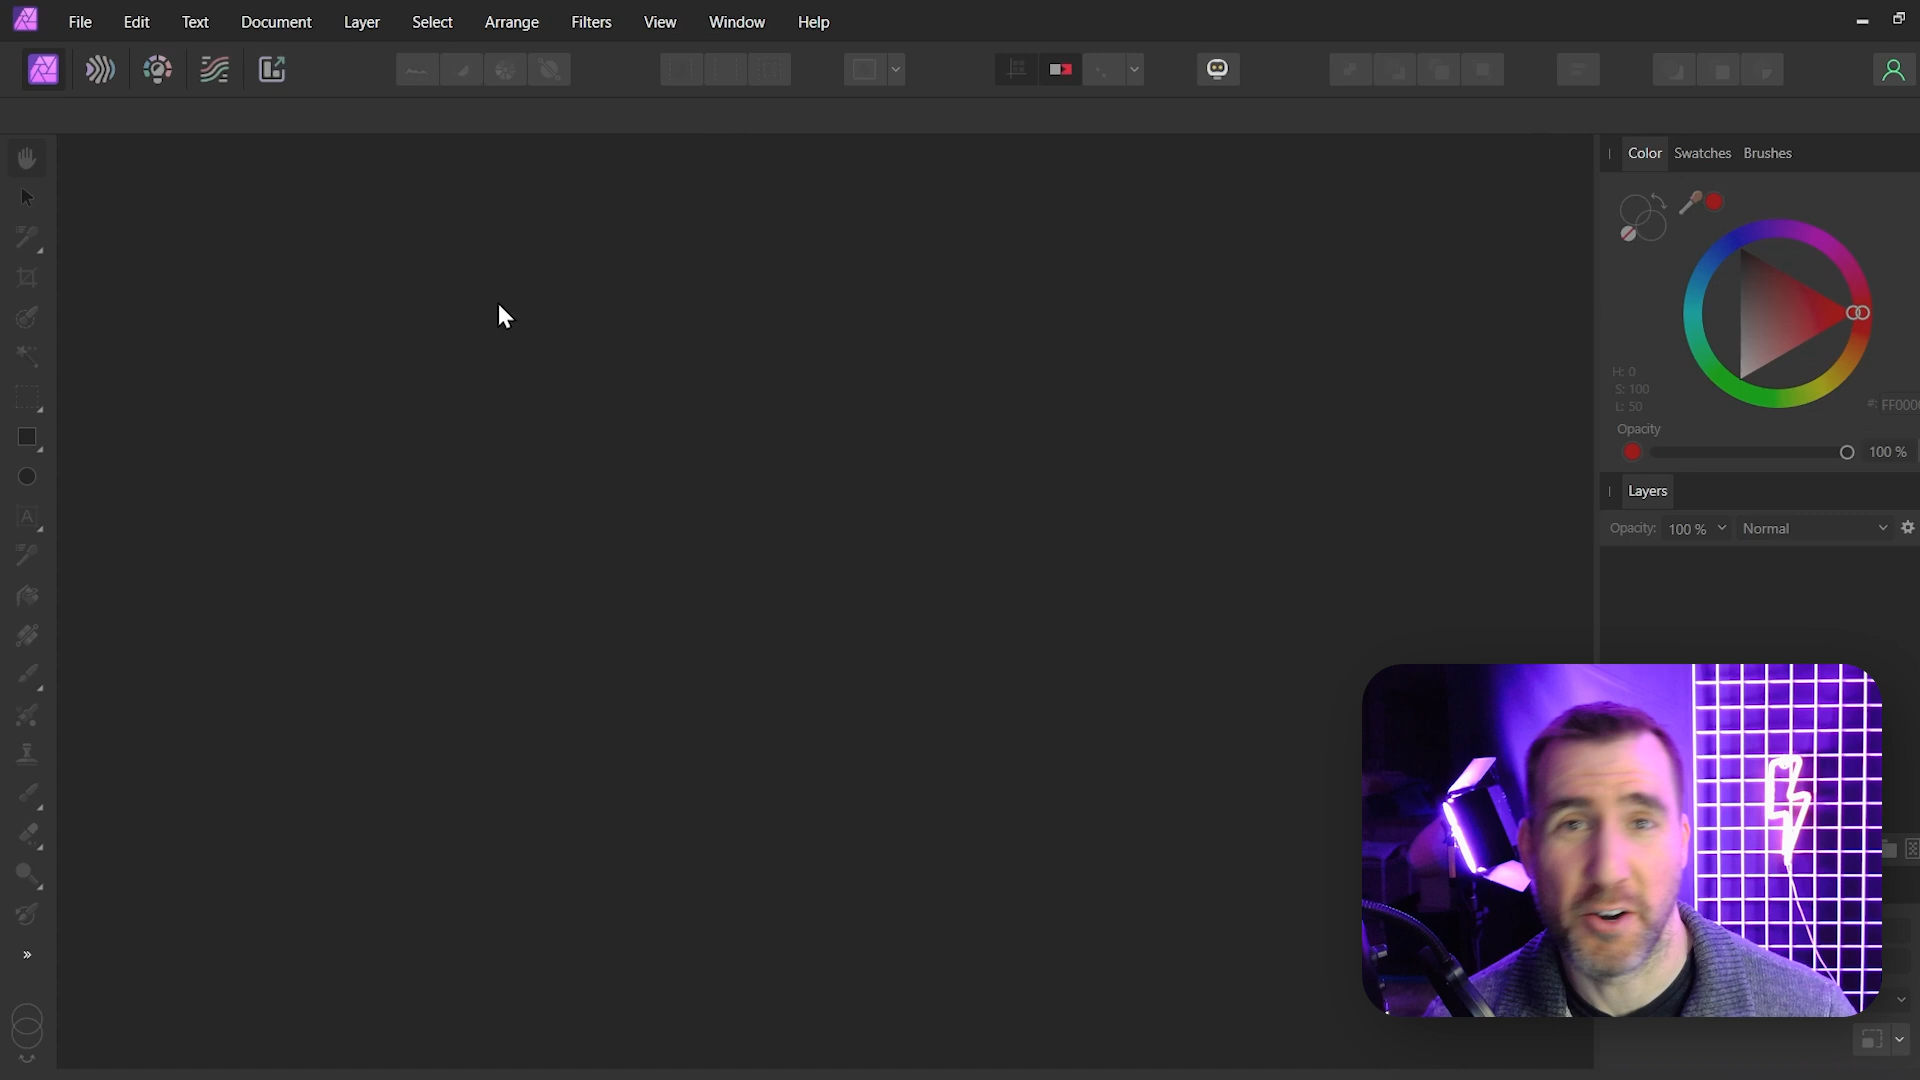 File Edit Text Document Layer Select Arrange Filters View Window Help
Color Swatches Brushes
H: 0
S: 100
L: 50
#: FF000
Opacity
100 %
Layers
Opacity: 100 % Normal
A